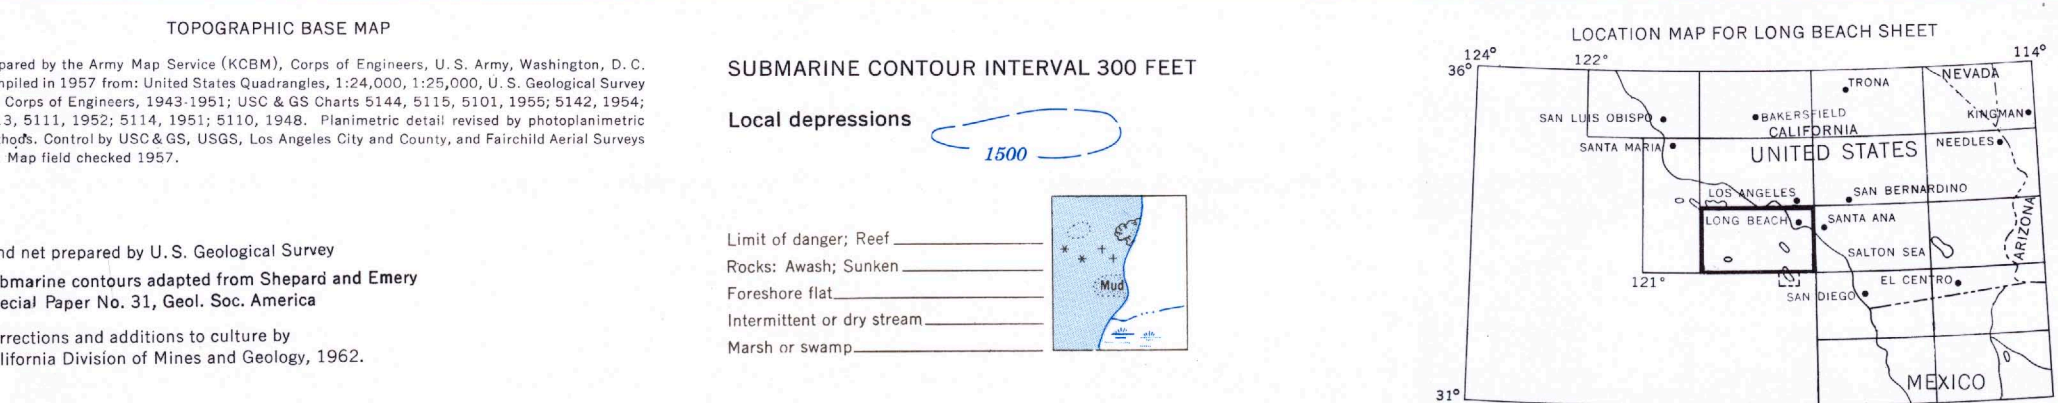 TOPOGRAPHIC BASE MAP
pared by the Army Map Service (KCBM), Corps of Engineers, U.S. Army, Washington, D.C.
mpiled in 1957 from: United States Quadrangles, 1:24,000, 1:25,000, U.S. Geological Survey
Corps of Engineers, 1943-1951; USC & GS Charts 5144, 5115, 5101, 1955; 5142, 1954;
3, 5111, 1952; 5114, 1951; 5110, 1948. Planimetric detail revised by photoplanimetric
thods. Control by USC&GS, USGS, Los Angeles City and County, and Fairchild Aerial Surveys
Map field checked 1957.
nd net prepared by U.S. Geological Survey
bmarine contours adapted from Shepard and Emery
ecial Paper No. 31, Geol. Soc. America
rrections and additions to culture by
lifornia Division of Mines and Geology, 1962.
SUBMARINE CONTOUR INTERVAL 300 FEET
Local depressions
1500
Limit of danger; Reef
Rocks: Awash; Sunken
Foreshore flat
Intermittent or dry stream
Marsh or swamp
Mud
LOCATION MAP FOR LONG BEACH SHEET
124°
122°
114°
36°
TRONA
NEVADA
SAN LUIS OBISPO
BAKERSFIELD
KINGMAN
CALIFORNIA
SANTA MARIA
UNITED STATES
NEEDLES
LOS ANGELES
SAN BERNARDINO
LONG BEACH
SANTA ANA
ARIZONA
SALTON SEA
121°
EL CENTRO
SAN DIEGO
MEXICO
31°